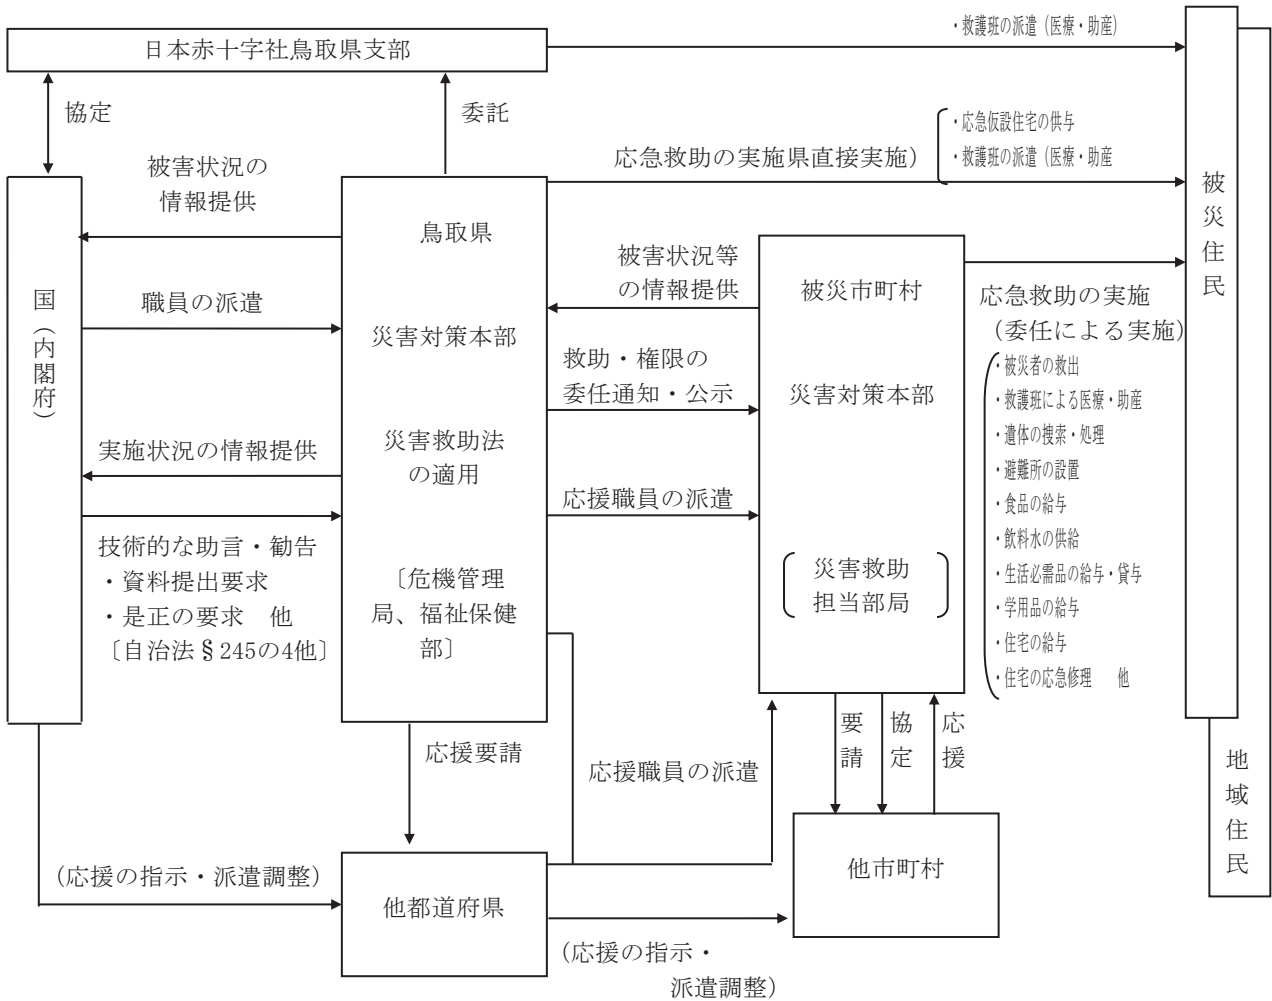 日本赤十字社鳥取県支部
・救護班の派遣（医療・助産）
協定
委託
・応急仮設住宅の供与
・救護班の派遣（医療・助産
応急救助の実施県直接実施）
被害状況の
情報提供
鳥取県
災害対策本部
災害救助法
の適用
〔危機管理
局、福祉保健
部〕
国（内閣府）
職員の派遣
実施状況の情報提供
技術的な助言・勧告
・資料提出要求
・是正の要求　他
〔自治法§245の4他〕
被害状況等
の情報提供
救助・権限の
委任通知・公示
応援職員の派遣
被災市町村
災害対策本部
災害救助
担当部局
応急救助の実施
（委任による実施）
・被災者の救出
・救護班による医療・助産
・遺体の捜索・処理
・避難所の設置
・食品の給与
・飲料水の供給
・生活必需品の給与・貸与
・学用品の給与
・住宅の給与
・住宅の応急修理　他
被災住民
地域住民
応援要請
応援職員の派遣
要請
協定
応援
（応援の指示・派遣調整）
他都道府県
他市町村
（応援の指示・
派遣調整）